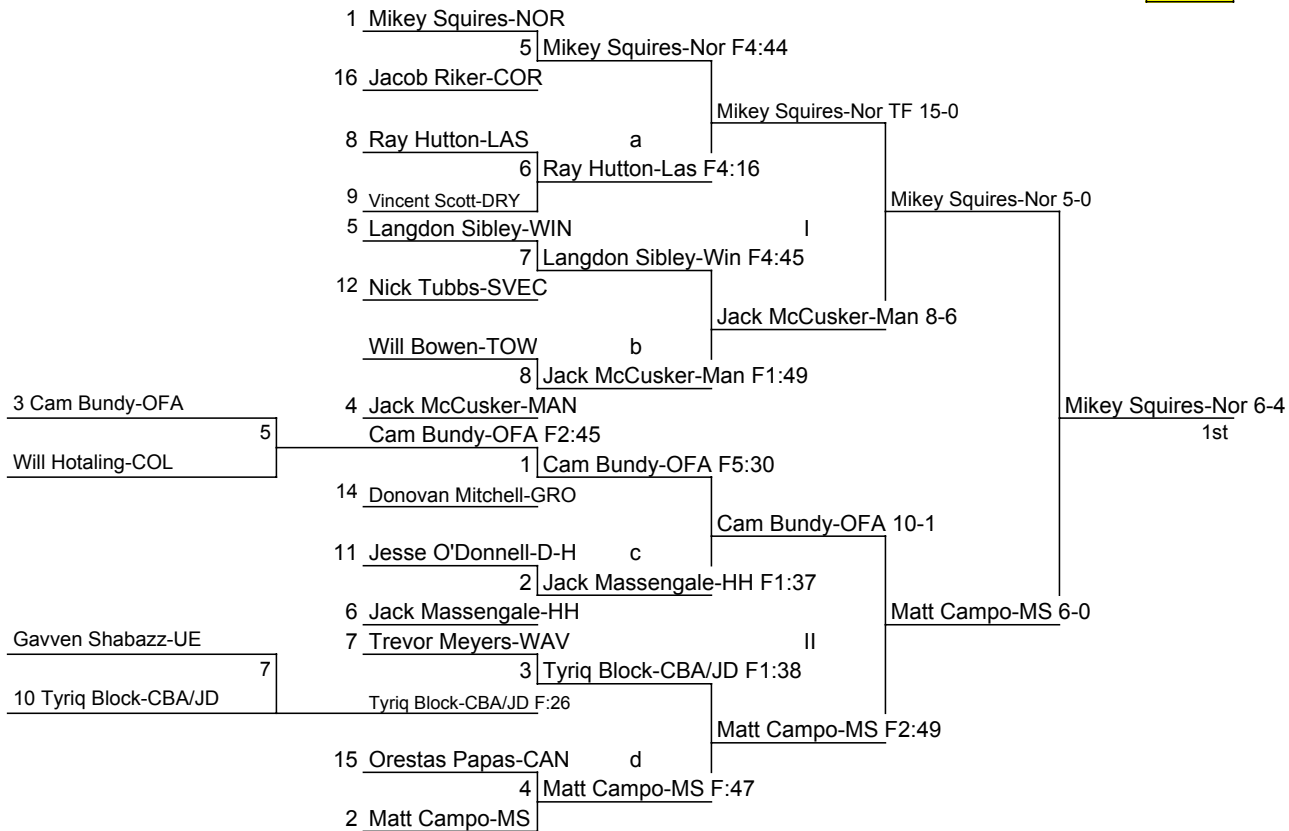 1 Mikey Squires-NOR
5 Mikey Squires-Nor F4:44
16 Jacob Riker-COR
Mikey Squires-Nor TF 15-0
8 Ray Hutton-LAS a
6 Ray Hutton-Las F4:16
9 Vincent Scott-DRY Mikey Squires-Nor 5-0
5 Langdon Sibley-WIN I
7 Langdon Sibley-Win F4:45
12 Nick Tubbs-SVEC
Jack McCusker-Man 8-6
Will Bowen-TOW b
8 Jack McCusker-Man F1:49
3 Cam Bundy-OFA 4 Jack McCusker-MAN Mikey Squires-Nor 6-4
5 Cam Bundy-OFA F2:45 1st
Will Hotaling-COL 1 Cam Bundy-OFA F5:30
14 Donovan Mitchell-GRO
Cam Bundy-OFA 10-1
11 Jesse O'Donnell-D-H c
2 Jack Massengale-HH F1:37
6 Jack Massengale-HH Matt Campo-MS 6-0
Gavven Shabazz-UE 7 Trevor Meyers-WAV II
7 3 Tyriq Block-CBA/JD F1:38
10 Tyriq Block-CBA/JD Tyriq Block-CBA/JD F:26
Matt Campo-MS F2:49
15 Orestas Papas-CAN d
4 Matt Campo-MS F:47
2 Matt Campo-MS